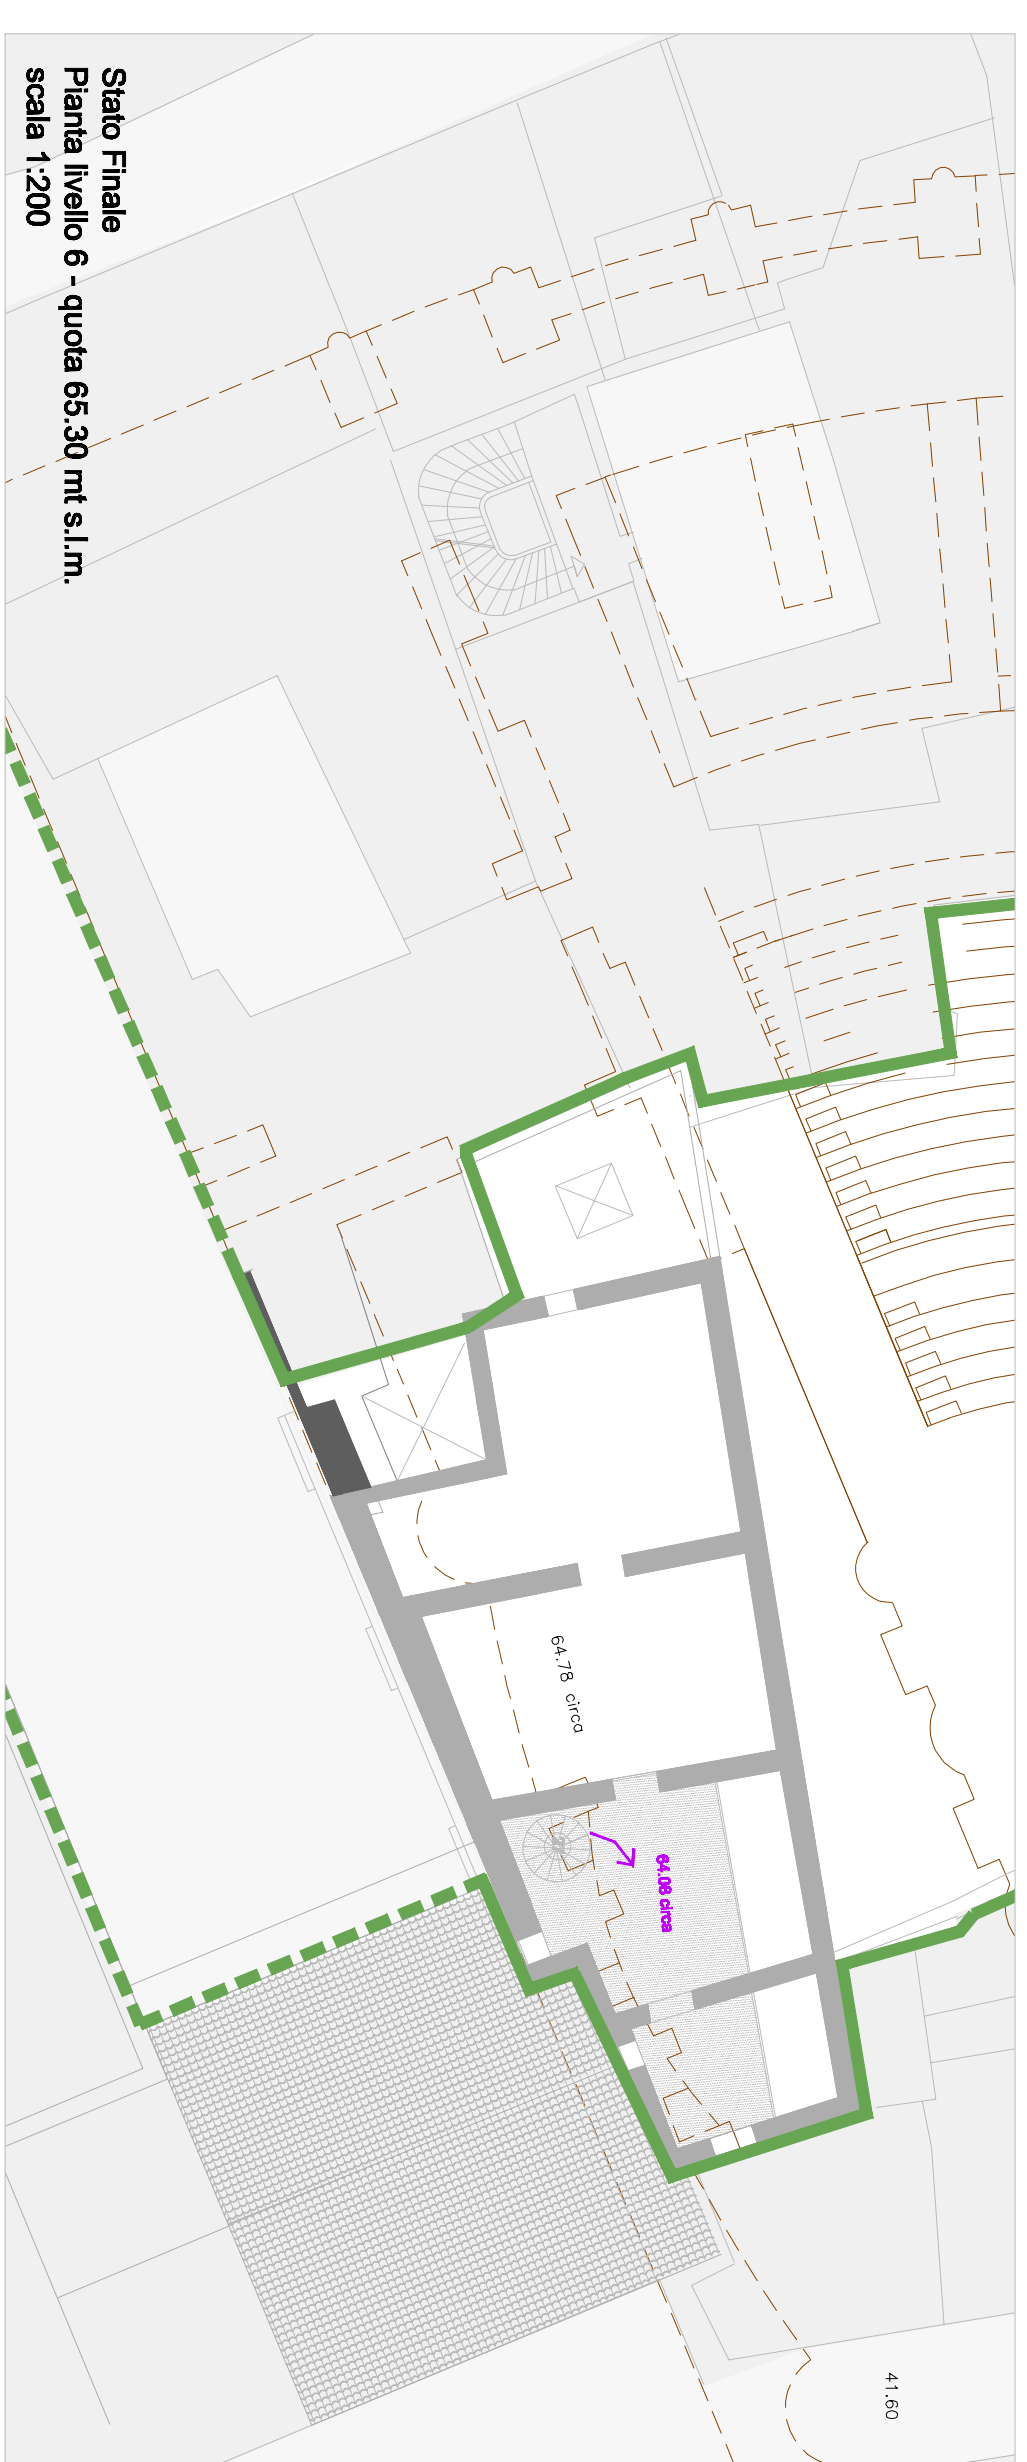 Stato Finale
Pianta livello 6 - quota 65.30 mt s.l.m.
scala 1:200
64.78 circa
64.08 circa
41.60